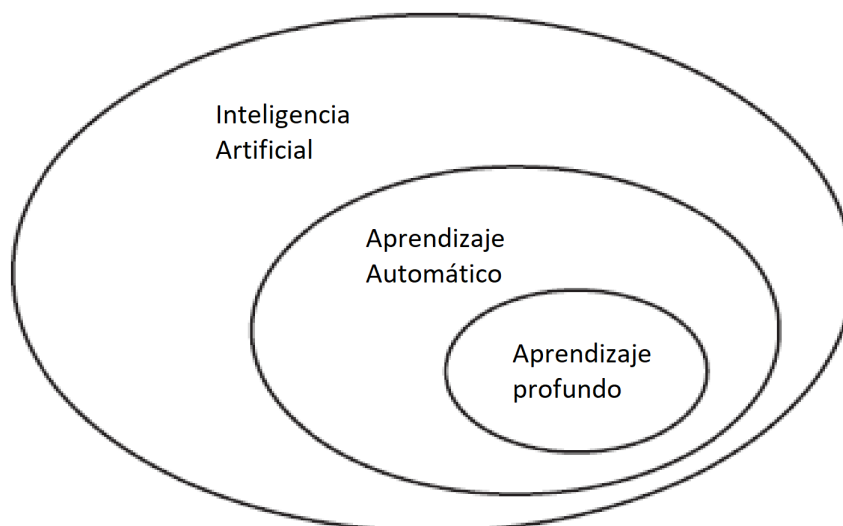 Inteligencia
Artificial
Aprendizaje
Automático
Aprendizaje
profundo